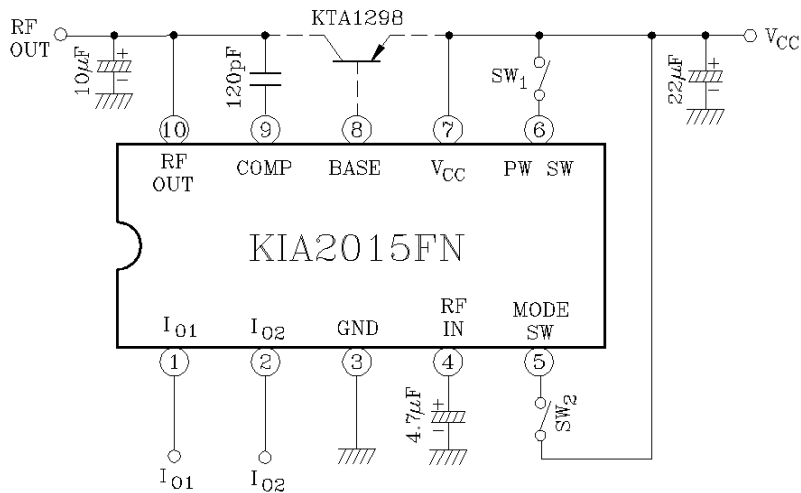 RF
OUT
10μF
+
−
120pF
KTA1298
SW1
22μF
+
−
VCC
10
9
8
7
6
RF
OUT
COMP
BASE
VCC
PW SW
KIA2015FN
IO1
IO2
GND
RF
IN
MODE
SW
1
2
3
4
5
4.7μF
+
−
SW2
IO1
IO2